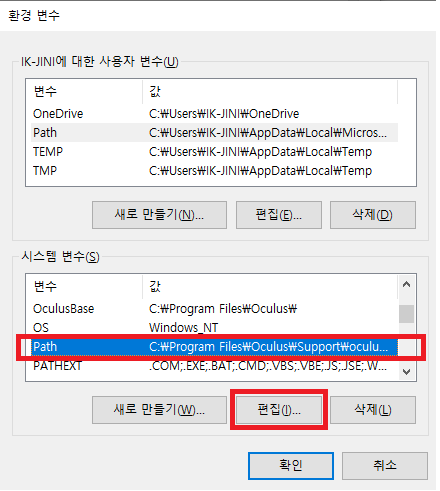 환경 변수
IK-JINI에 대한 사용자 변수(U)
변수 값
OneDrive C:₩Users₩IK-JINI₩OneDrive
Path C:₩Users₩IK-JINI₩AppData₩Local₩Micros...
TEMP C:₩Users₩IK-JINI₩AppData₩Local₩Temp
TMP C:₩Users₩IK-JINI₩AppData₩Local₩Temp
새로 만들기(N)... 편집(E)... 삭제(D)
시스템 변수(S)
변수 값
OculusBase C:₩Program Files₩Oculus₩
OS Windows_NT
Path C:₩Program Files₩Oculus₩Support₩oculu...
PATHEXT .COM;.EXE;.BAT;.CMD;.VBS;.VBE;.JS;.JSE;.W...
새로 만들기(W)... 편집(I)... 삭제(L)
확인 취소